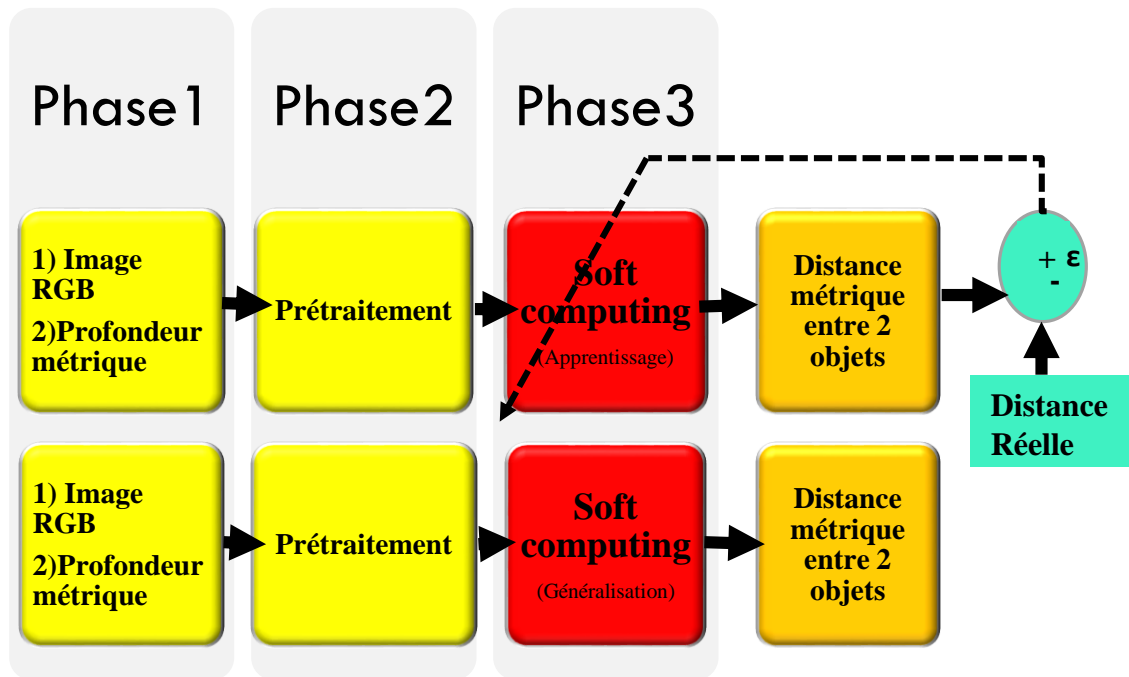 Phase1
Phase2
Phase3
1) Image
RGB
2)Profondeur
métrique
Prétraitement
Soft
computing
(Apprentissage)
Distance
métrique
entre 2
objets
+ ε
-
Distance
Réelle
1) Image
RGB
2)Profondeur
métrique
Prétraitement
Soft
computing
(Généralisation)
Distance
métrique
entre 2
objets